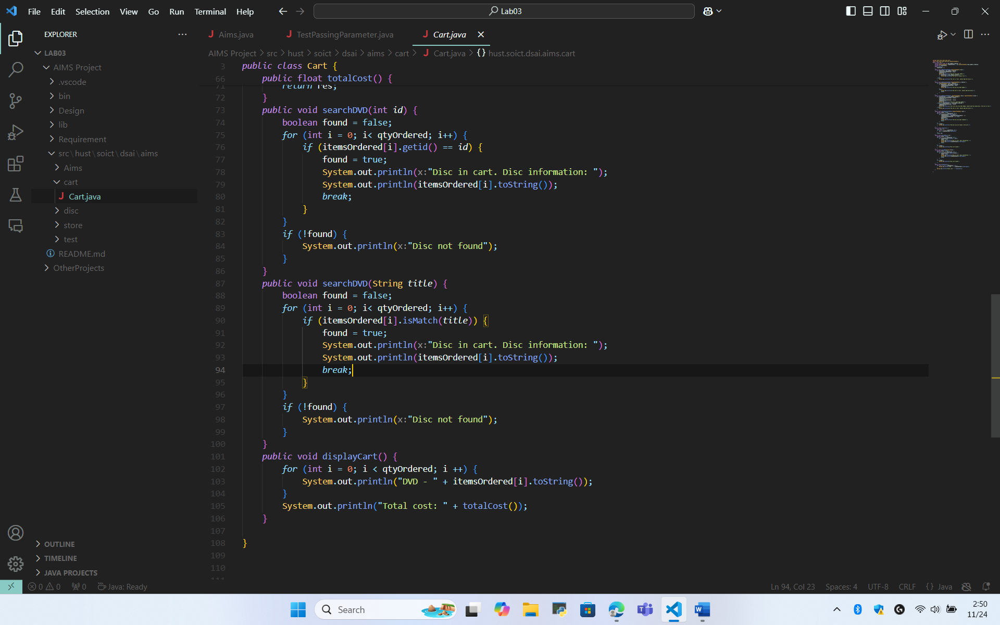 File Edit Selection View Go Run Terminal Help
Lab03
EXPLORER
LAB03
AIMS Project
.vscode
bin
Design
lib
Requirement
src\hust\soict\dsai\aims
Aims
cart
J Cart.java
disc
store
test
README.md
OtherProjects
OUTLINE
TIMELINE
JAVA PROJECTS
J Aims.java
J TestPassingParameter.java
J Cart.java
AIMS Project > src > hust > soict > dsai > aims > cart > J Cart.java > {} hust.soict.dsai.aims.cart
3 public class Cart {
66 public float totalCost() {
71 return res;
72 }
73 public void searchDVD(int id) {
74 boolean found = false;
75 for (int i = 0; i< qtyOrdered; i++) {
76 if (itemsOrdered[i].getid() == id) {
77 found = true;
78 System.out.println(x:"Disc in cart. Disc information: ");
79 System.out.println(itemsOrdered[i].toString());
80 break;
81 }
82 }
83 if (!found) {
84 System.out.println(x:"Disc not found");
85 }
86 }
87 public void searchDVD(String title) {
88 boolean found = false;
89 for (int i = 0; i< qtyOrdered; i++) {
90 if (itemsOrdered[i].isMatch(title)) {
91 found = true;
92 System.out.println(x:"Disc in cart. Disc information: ");
93 System.out.println(itemsOrdered[i].toString());
94 break;
95 }
96 }
97 if (!found) {
98 System.out.println(x:"Disc not found");
99 }
100 }
101 public void displayCart() {
102 for (int i = 0; i < qtyOrdered; i ++) {
103 System.out.println("DVD - " + itemsOrdered[i].toString());
104 }
105 System.out.println("Total cost: " + totalCost());
106 }
107
108 }
109
110
111
0 0 0 Java: Ready
Ln 94, Col 23 Spaces: 4 UTF-8 CRLF {} Java
Search
2:50
11/24